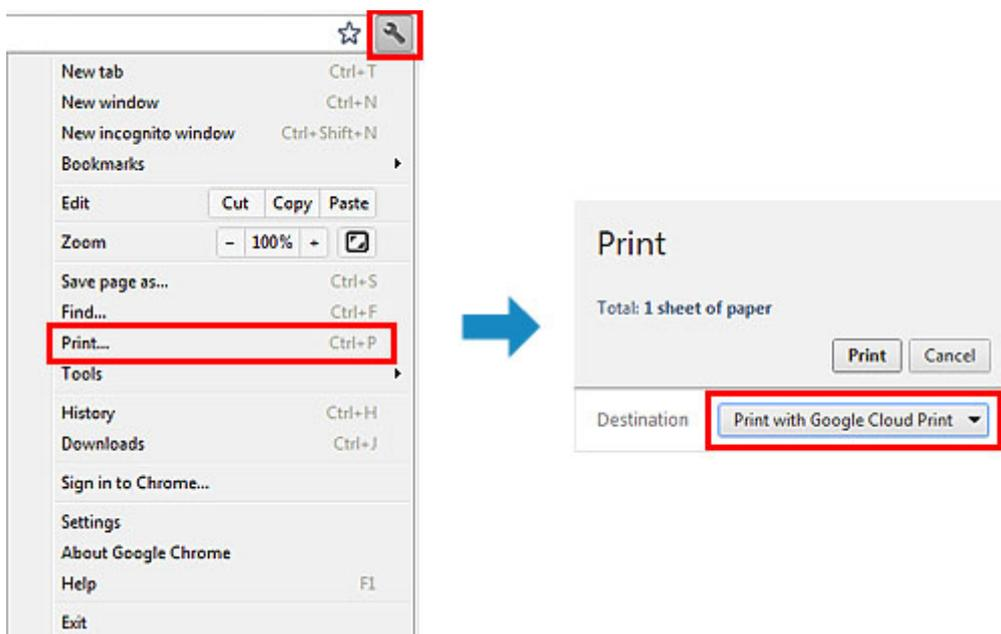 New tab Ctrl+T
New window Ctrl+N
New incognito window Ctrl+Shift+N
Bookmarks
Edit Cut Copy Paste
Zoom - 100% +
Save page as... Ctrl+S
Find... Ctrl+F
Print... Ctrl+P
Tools
History Ctrl+H
Downloads Ctrl+J
Sign in to Chrome...
Settings
About Google Chrome
Help F1
Exit
Print
Total: 1 sheet of paper
Print Cancel
Destination Print with Google Cloud Print